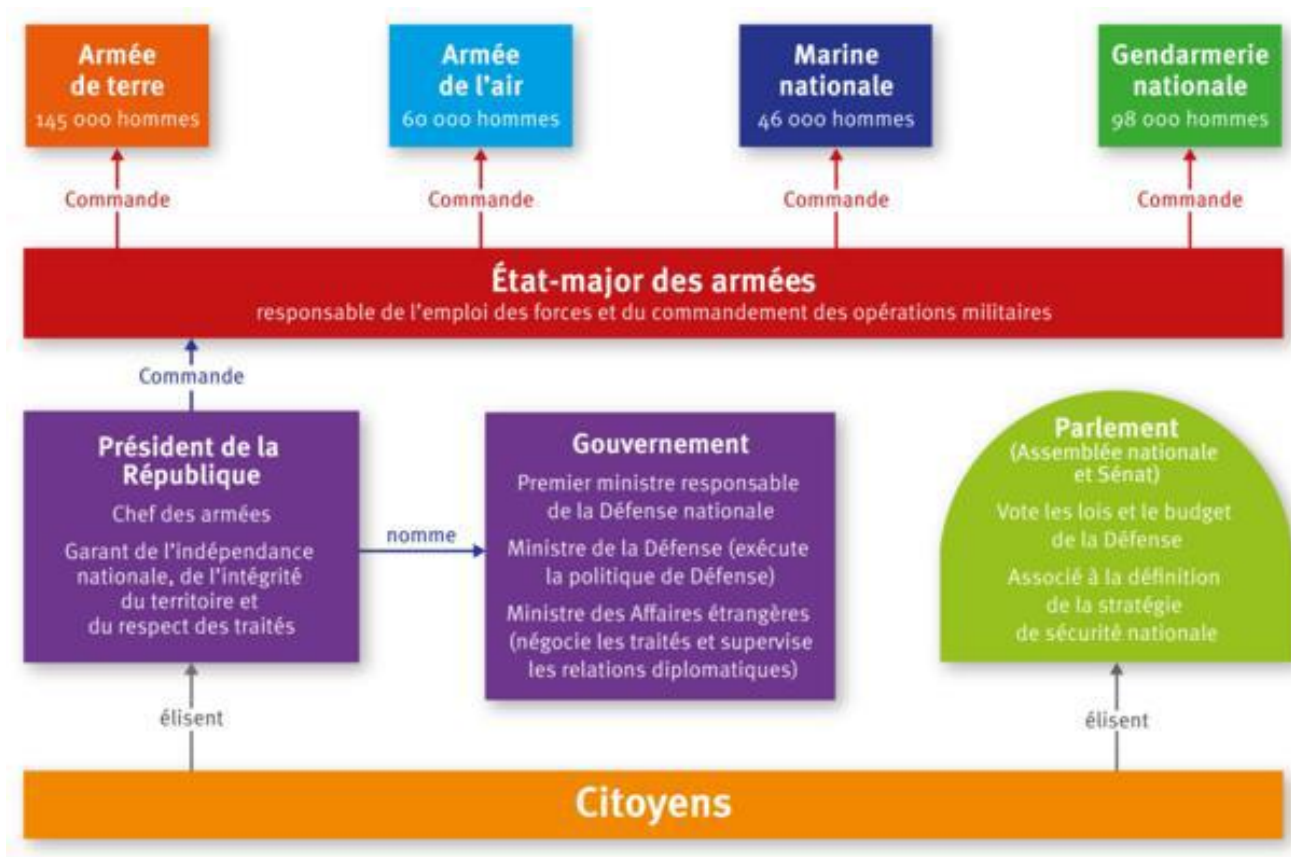 Armée
de terre
145 000 hommes
Armée
de l'air
60 000 hommes
Marine
nationale
46 000 hommes
Gendarmerie
nationale
98 000 hommes
Commande
Commande
Commande
Commande
État-major des armées
responsable de l'emploi des forces et du commandement des opérations militaires
Commande
Président de la
République
Chef des armées
Garant de l'indépendance
nationale, de l'intégrité
du territoire et
du respect des traités
nomme
Gouvernement
Premier ministre responsable
de la Défense nationale
Ministre de la Défense (exécute
la politique de Défense)
Ministre des Affaires étrangères
(négocie les traités et supervise
les relations diplomatiques)
Parlement
(Assemblée nationale
et Sénat)
Vote les lois et le budget
de la Défense
Associé à la définition
de la stratégie
de sécurité nationale
élisent
élisent
Citoyens